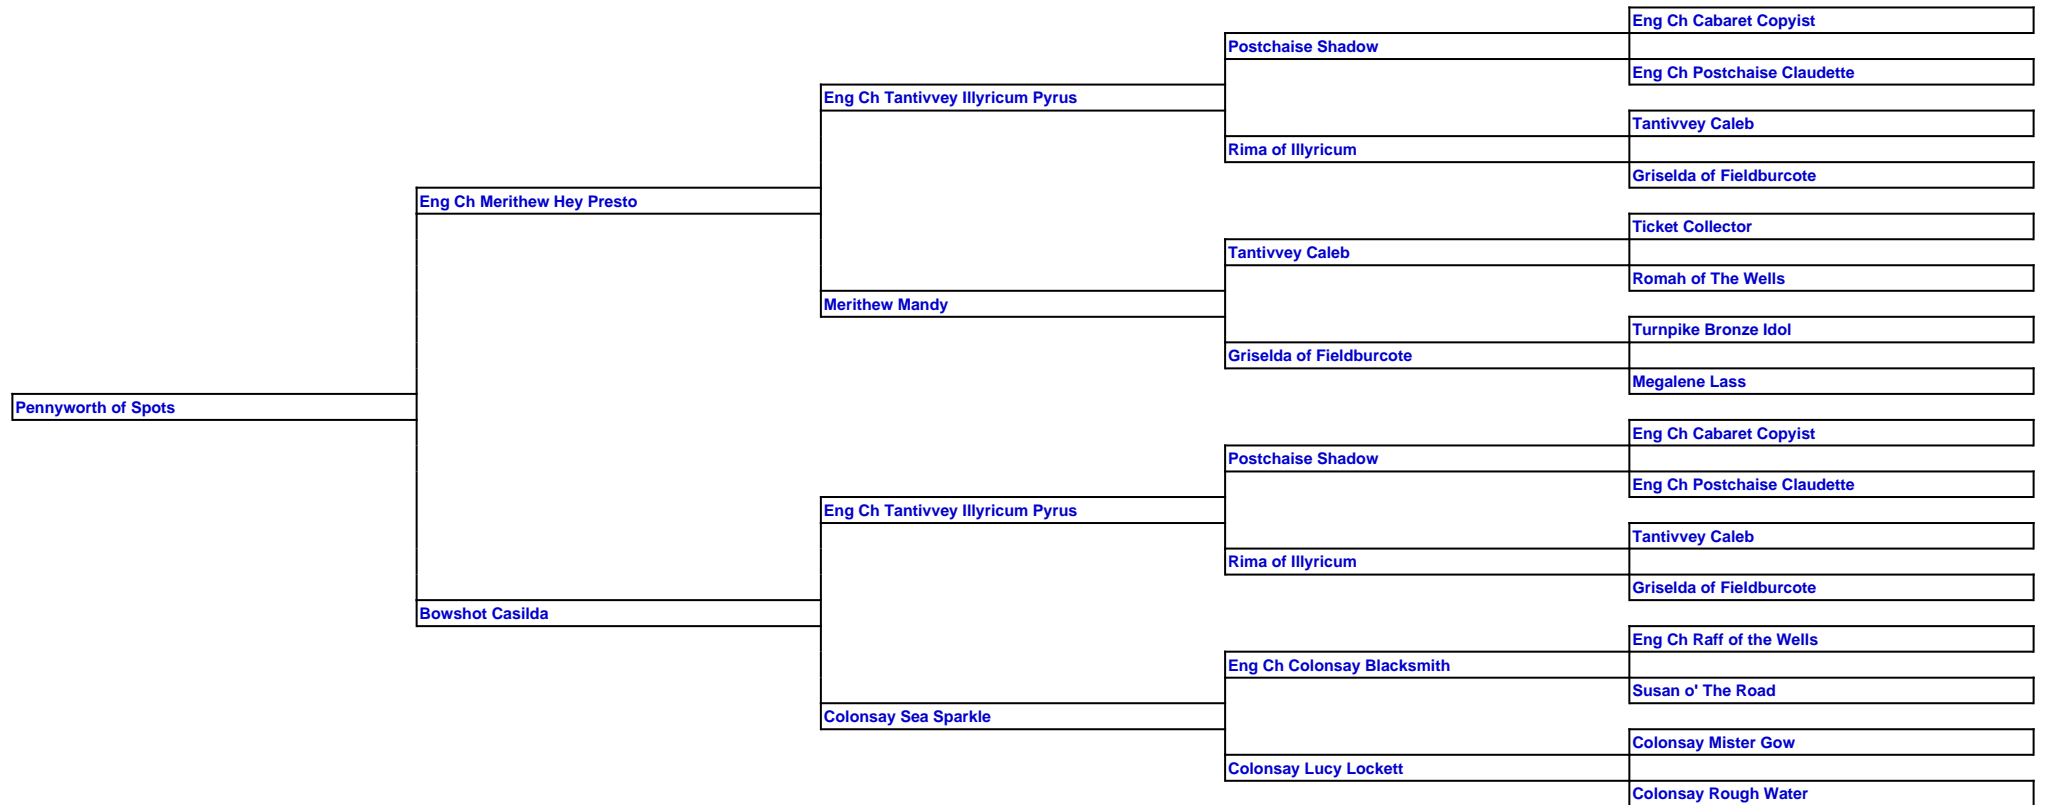 Eng Ch Cabaret Copyist
Postchaise Shadow
Eng Ch Postchaise Claudette
Eng Ch Tantivvey Illyricum Pyrus
Tantivvey Caleb
Rima of Illyricum
Griselda of Fieldburcote
Eng Ch Merithew Hey Presto
Ticket Collector
Tantivvey Caleb
Romah of The Wells
Merithew Mandy
Turnpike Bronze Idol
Griselda of Fieldburcote
Megalene Lass
Pennyworth of Spots
Eng Ch Cabaret Copyist
Postchaise Shadow
Eng Ch Postchaise Claudette
Eng Ch Tantivvey Illyricum Pyrus
Tantivvey Caleb
Rima of Illyricum
Griselda of Fieldburcote
Bowshot Casilda
Eng Ch Raff of the Wells
Eng Ch Colonsay Blacksmith
Susan o' The Road
Colonsay Sea Sparkle
Colonsay Mister Gow
Colonsay Lucy Lockett
Colonsay Rough Water